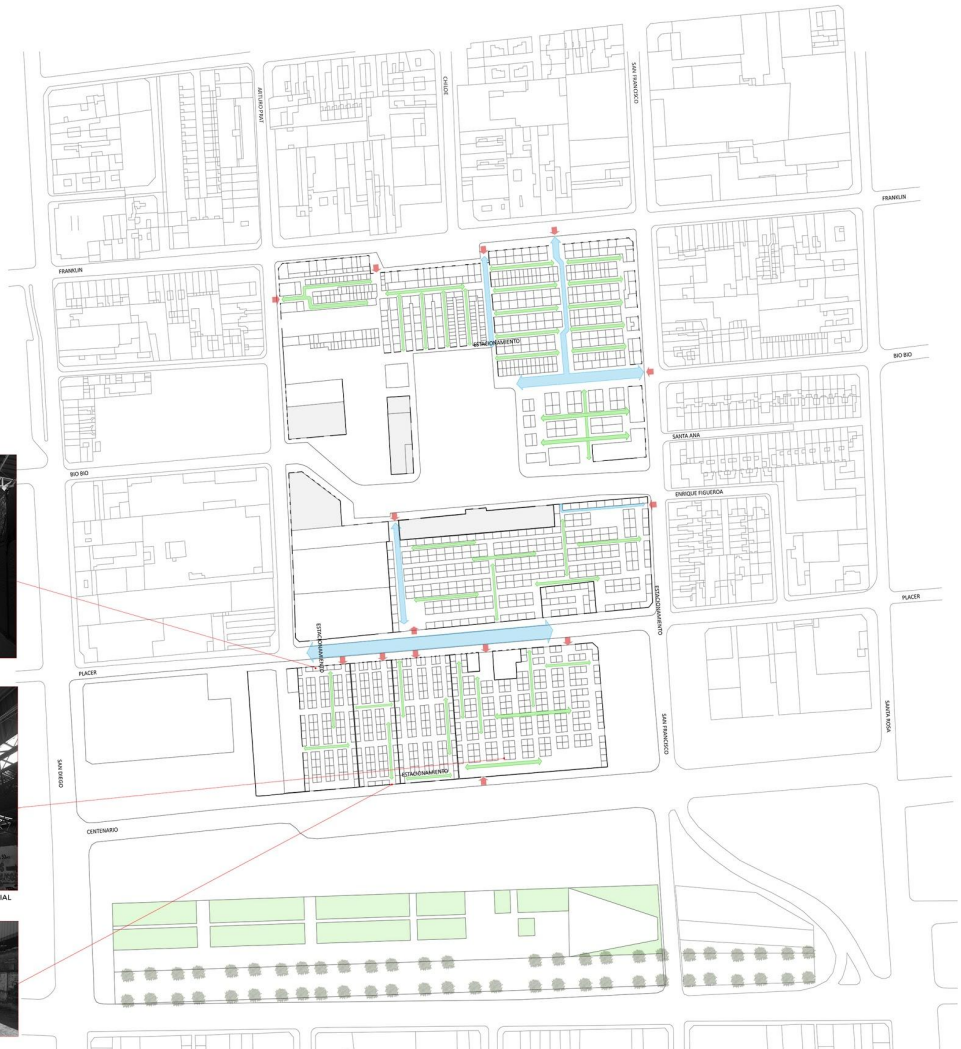 ARTURO PRAT
CHILOE
SAN FRANCISCO
FRANKLIN
FRANKLIN
ESTACIONAMIENTO
BIO BIO
SANTA ANA
BIO BIO
ENRIQUE FIGUEROA
ESTACIONAMIENTO
PLACER
ESTACIONAMIENTO
PLACER
SAN FRANCISCO
SANTA ROSA
SAN DIEGO
ESTACIONAMIENTO
CENTENARIO
IAL